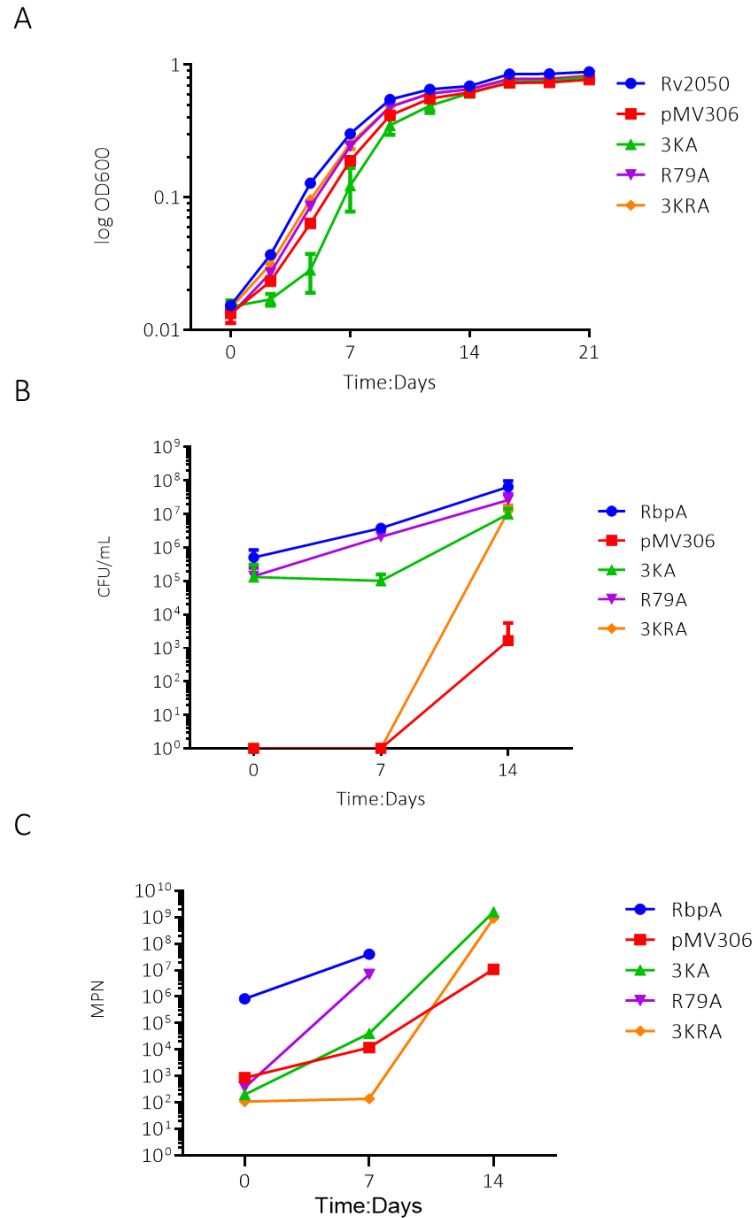 A
1
0.1
0.01
log OD600
0 7 14 21
Time:Days
Rv2050
pMV306
3KA
R79A
3KRA
B
10⁹
10⁸
10⁷
10⁶
10⁵
10⁴
10³
10²
10¹
10⁰
CFU/mL
0 7 14
Time:Days
RbpA
pMV306
3KA
R79A
3KRA
C
10¹⁰
10⁹
10⁸
10⁷
10⁶
10⁵
10⁴
10³
10²
10¹
10⁰
MPN
0 7 14
Time:Days
RbpA
pMV306
3KA
R79A
3KRA